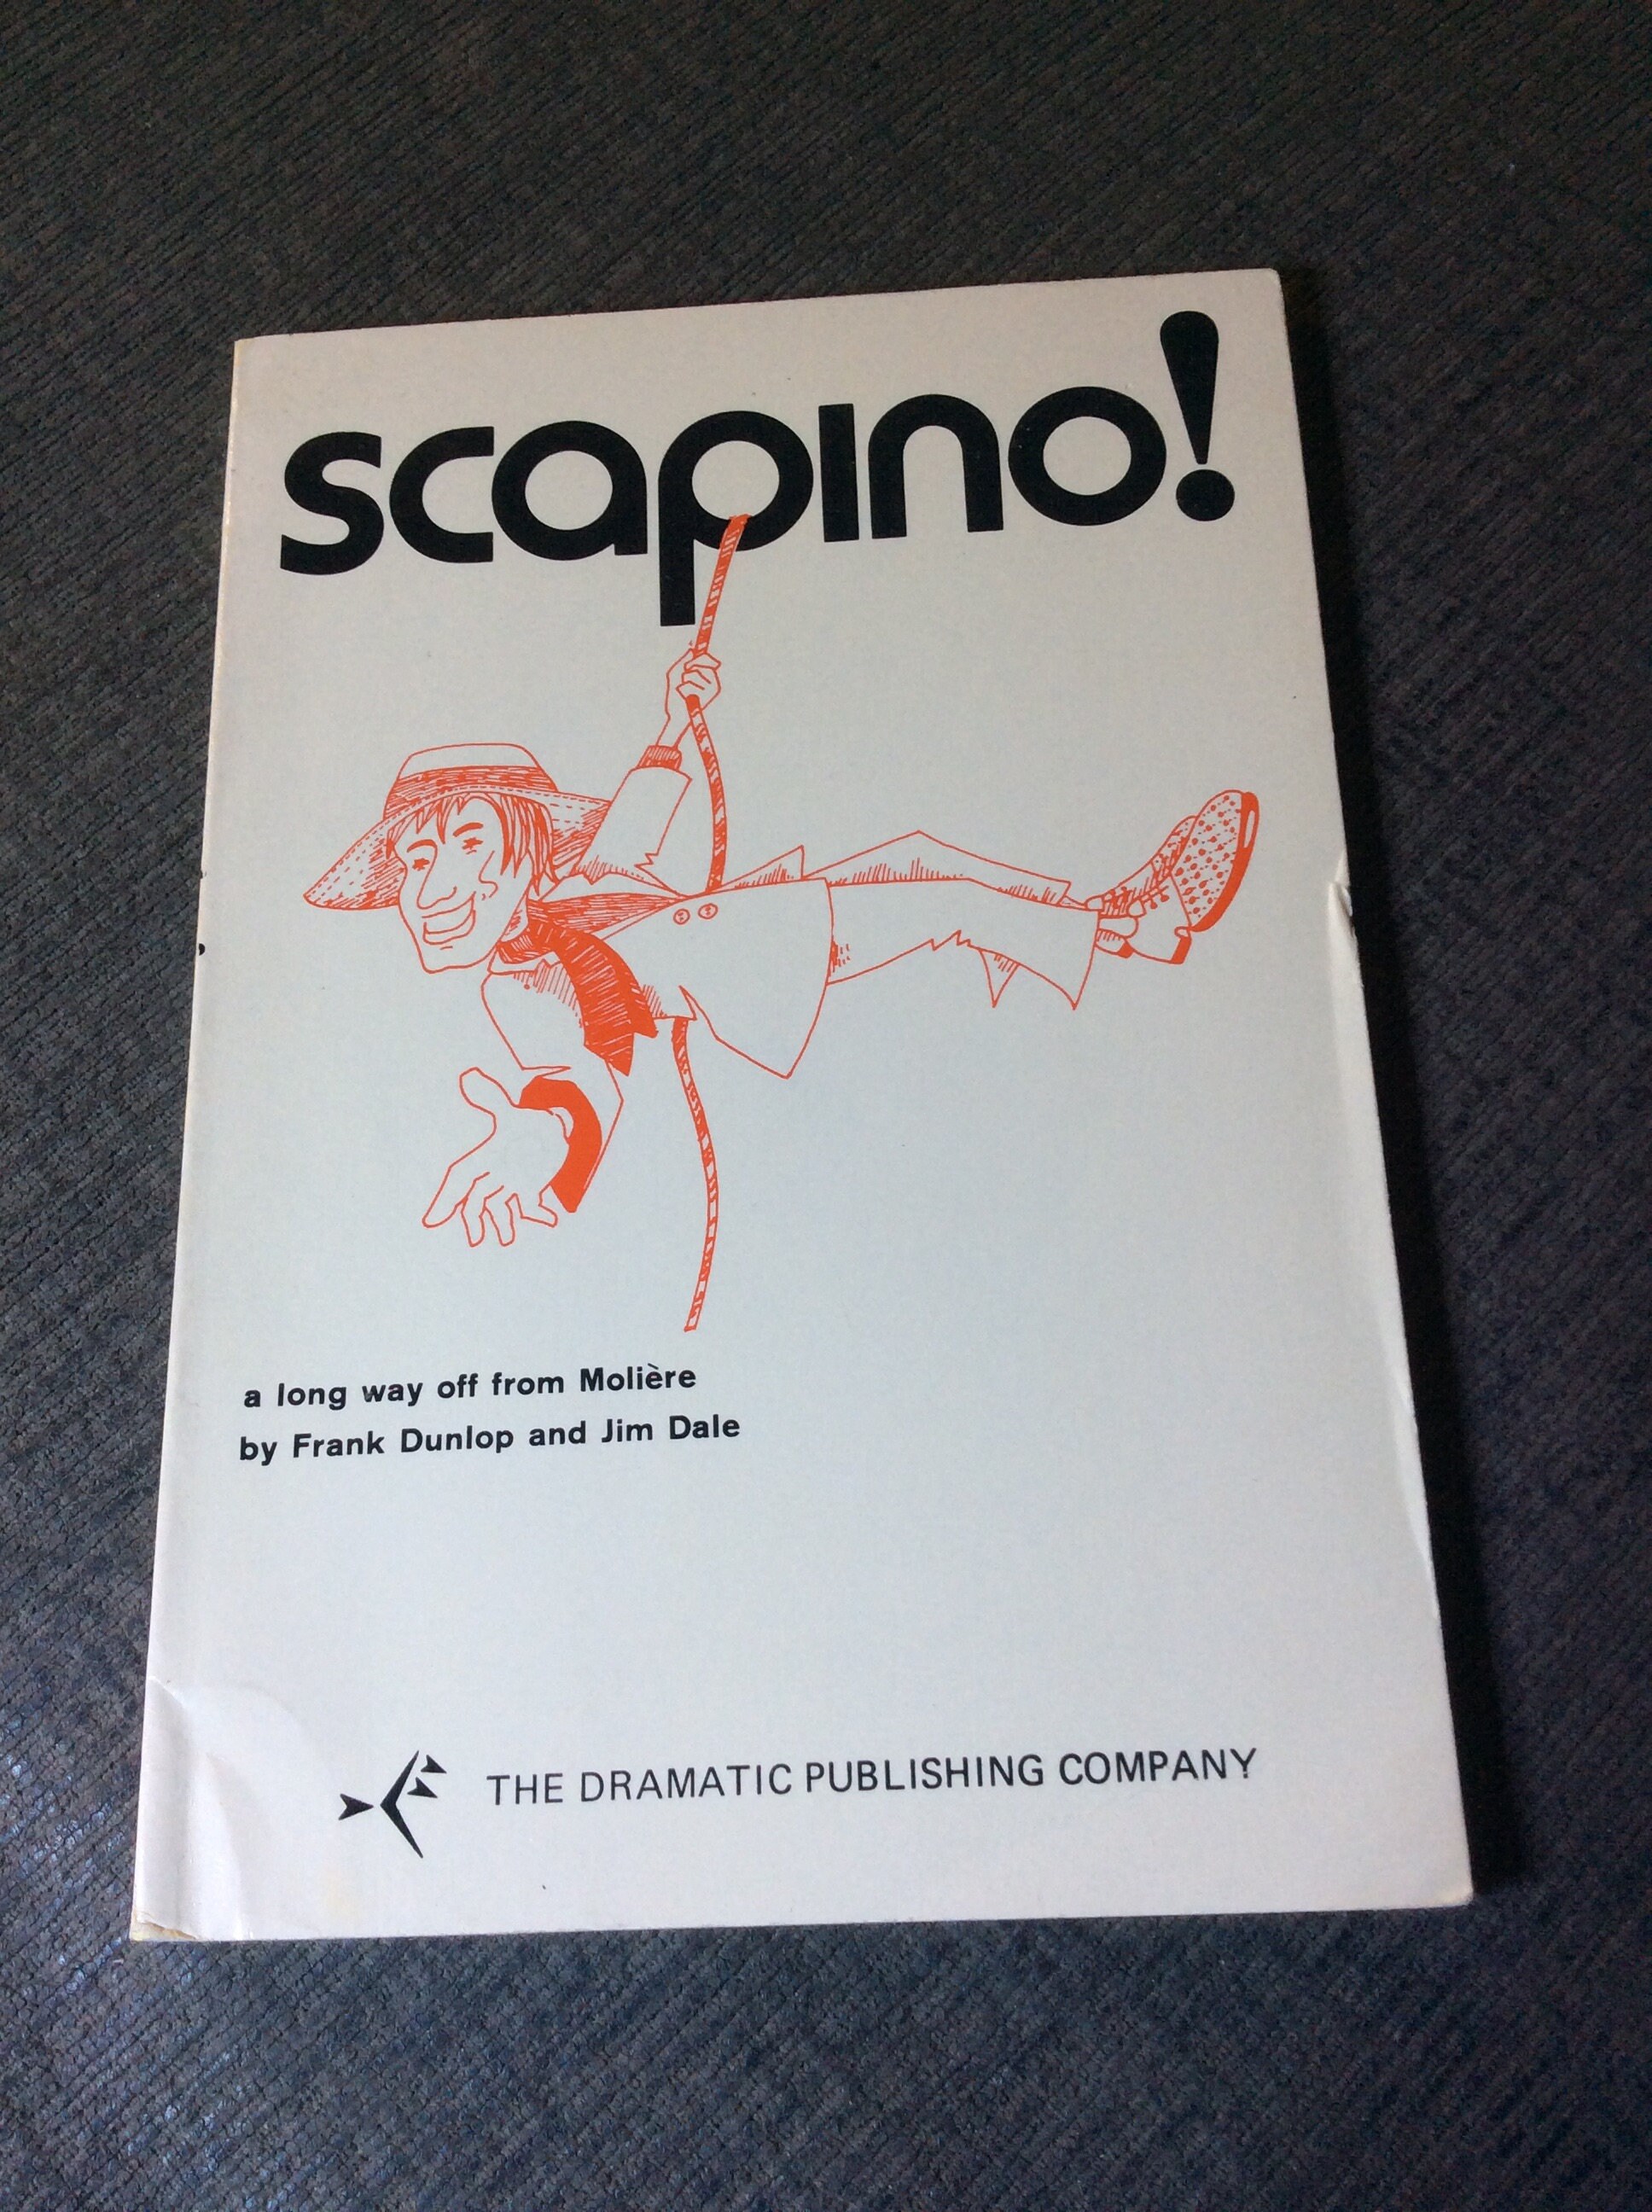 scapino!
a long way off from Molière
by Frank Dunlop and Jim Dale
THE DRAMATIC PUBLISHING COMPANY